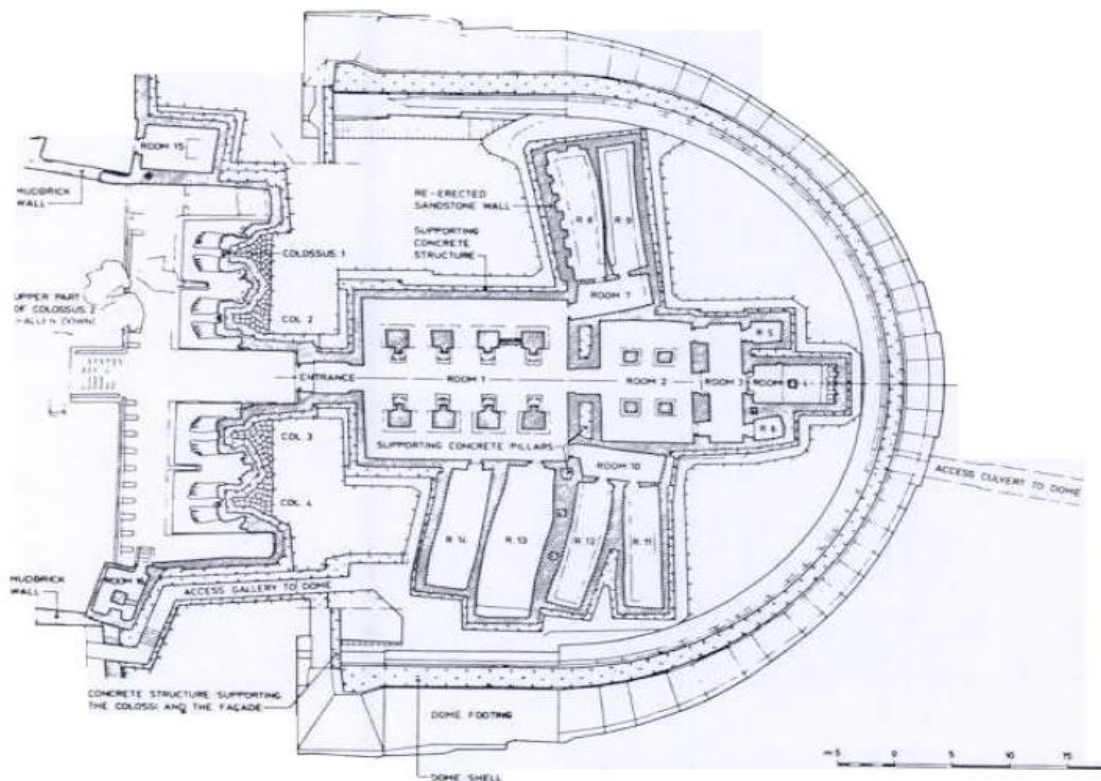 ROOM 15
MUDBRICK
WALL
RE-ERECTED
SANDSTONE WALL
SUPPORTING
CONCRETE
STRUCTURE
R 8
R 9
COLOSSUS 1
UPPER PART
OF COLOSSUS 2
COL 2
ROOM 7
R 5
ENTRANCE
ROOM 1
ROOM 2
ROOM 3
ROOM 4
COL 3
SUPPORTING CONCRETE PILLARS
R 6
ROOM 10
ACCESS CULVERT TO DOME
COL 4
R 14
R 13
R 12
R 11
MUDBRICK
WALL
ROOM 16
ACCESS GALLERY TO DOME
CONCRETE STRUCTURE SUPPORTING
THE COLOSSI AND THE FAÇADE
DOME FOOTING
DOME SHELL
m 5 0 5 10 15